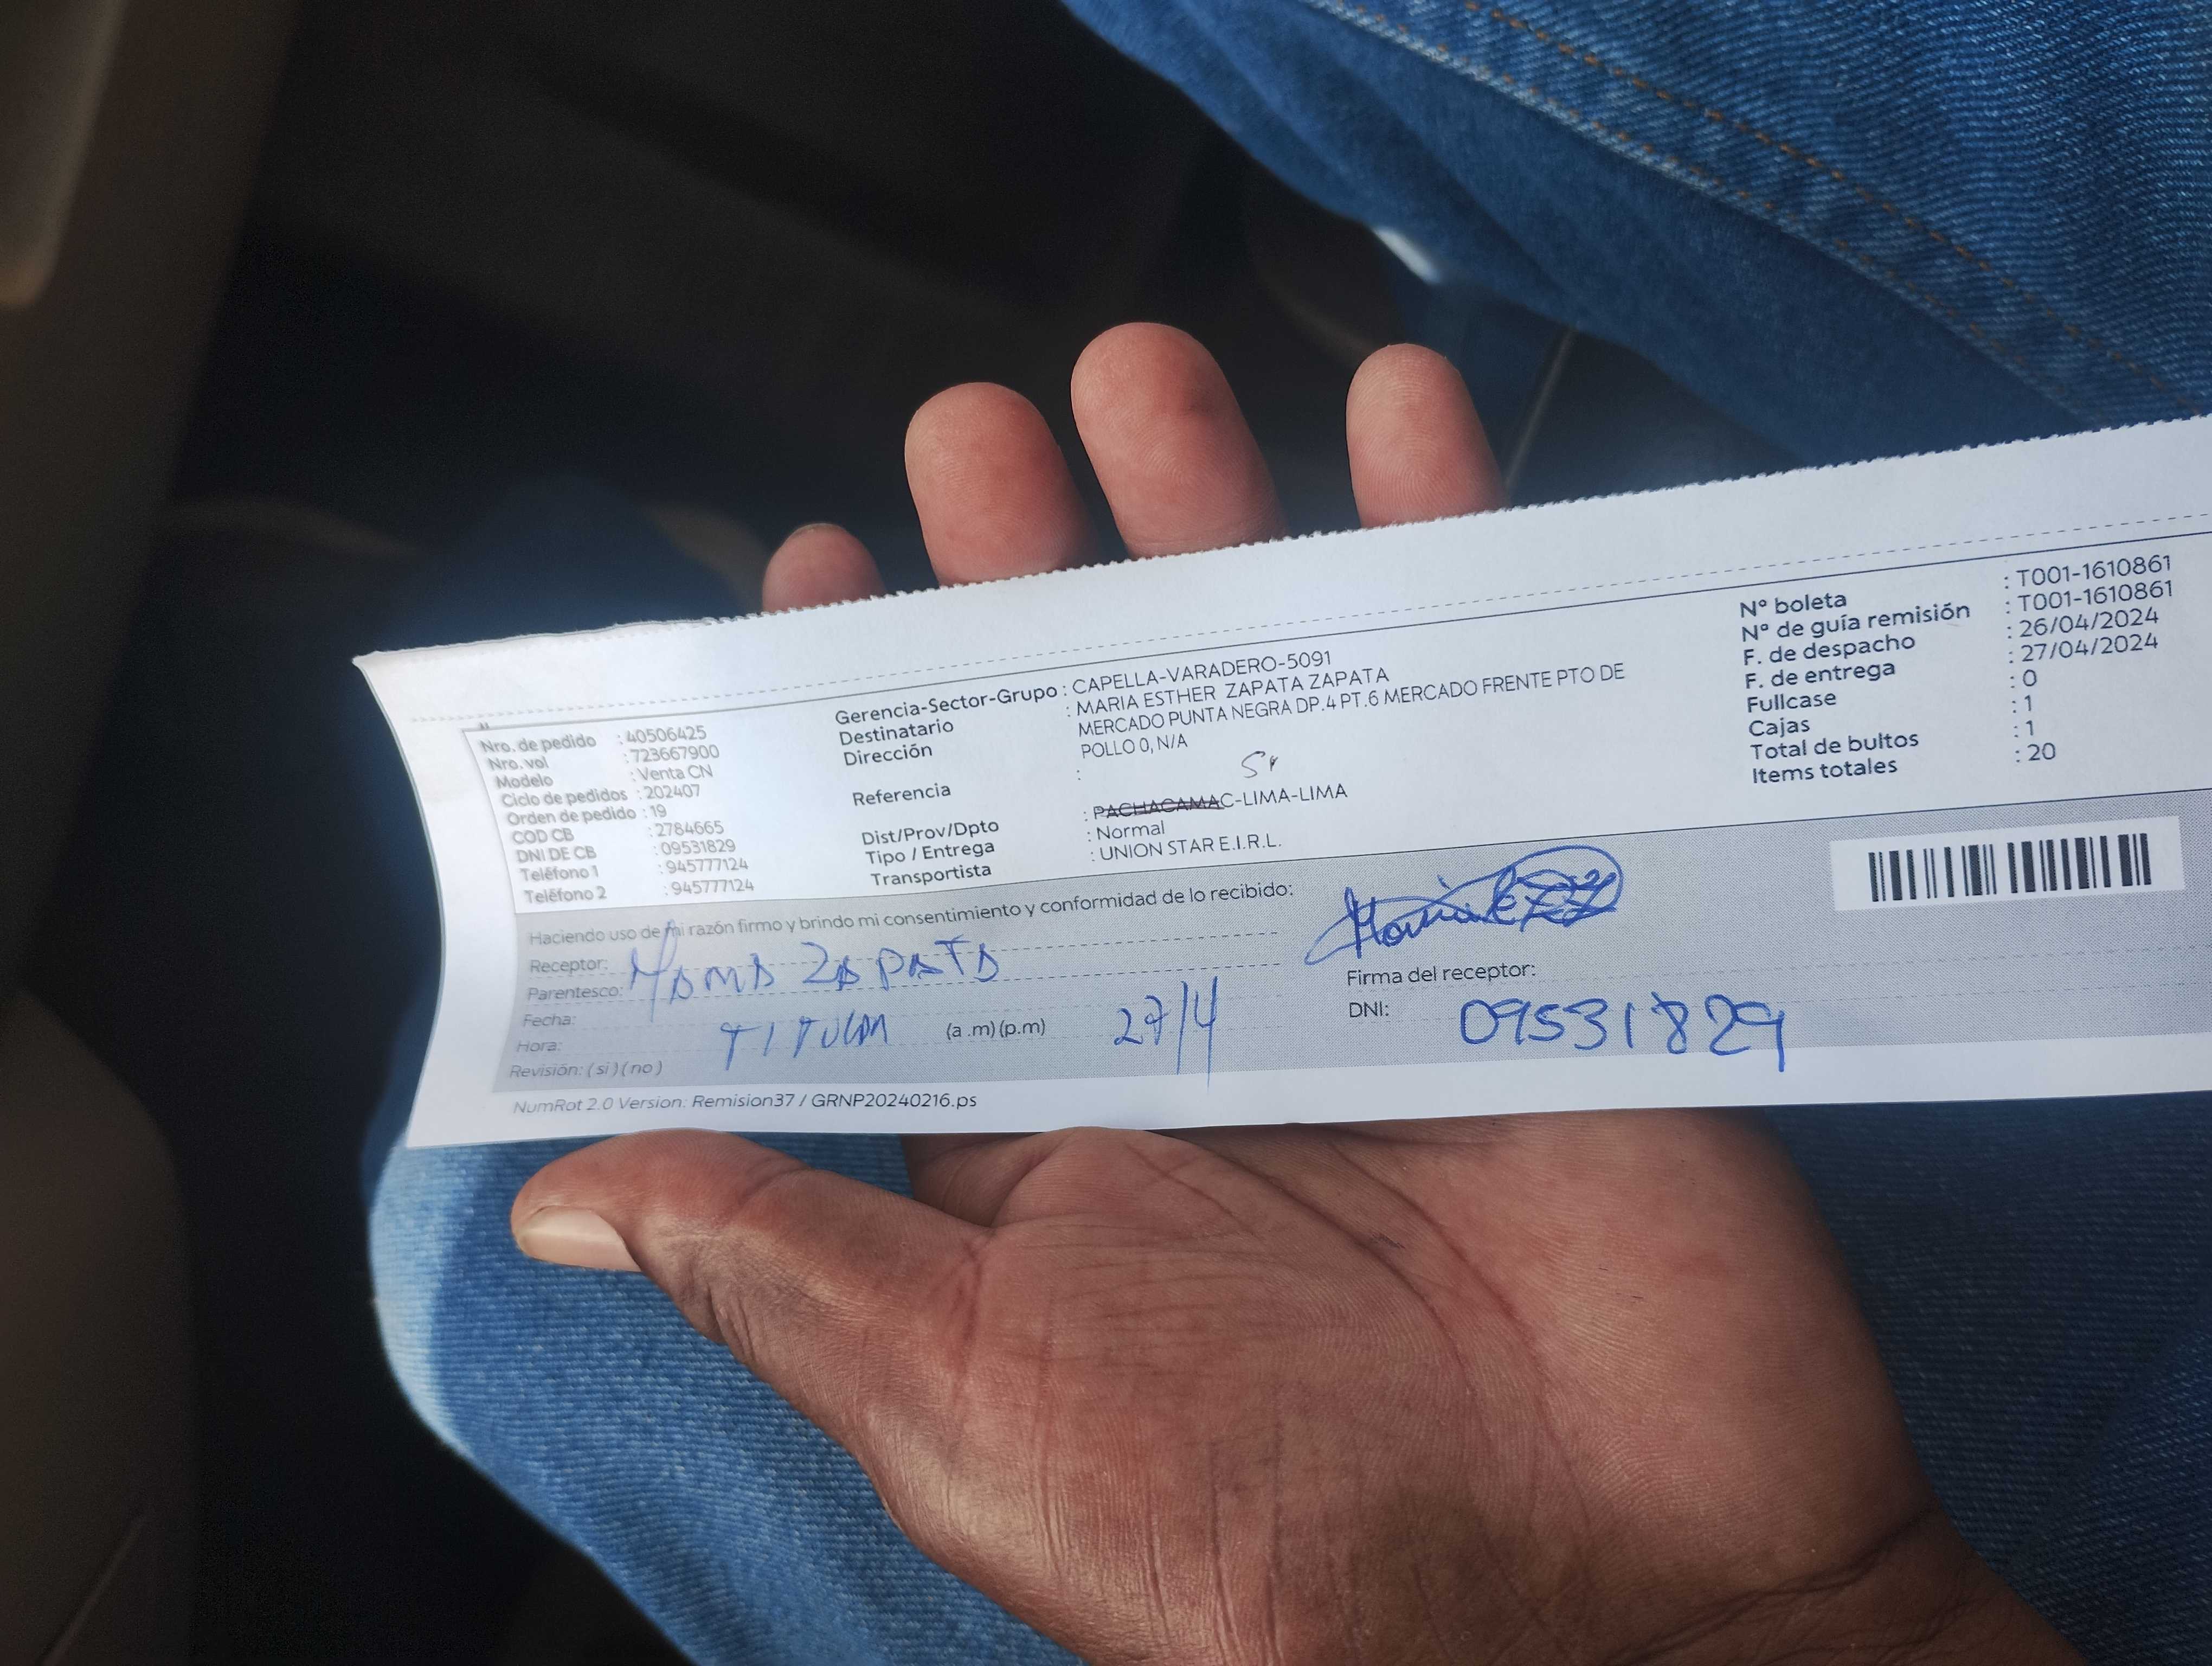 Nro. de pedido : 40506425
Nro. vol : 723667900
Modelo : Venta CN
Ciclo de pedidos : 202407
Orden de pedido : 19
COD CB : 2784665
DNI DE CB : 09531829
Teléfono 1 : 945777124
Teléfono 2 : 945777124
Gerencia-Sector-Grupo : CAPELLA-VARADERO-5091
Destinatario : MARIA ESTHER ZAPATA ZAPATA
Dirección MERCADO PUNTA NEGRA DP.4 PT.6 MERCADO FRENTE PTO DE
POLLO 0, N/A
Referencia :
Dist/Prov/Dpto : PACHACAMAC-LIMA-LIMA
Tipo / Entrega : Normal
Transportista : UNION STAR E.I.R.L.
Nº boleta : T001-1610861
Nº de guía remisión : T001-1610861
F. de despacho : 26/04/2024
F. de entrega : 27/04/2024
Fullcase : 0
Cajas : 1
Total de bultos : 1
Items totales : 20
Haciendo uso de mi razón firmo y brindo mi consentimiento y conformidad de lo recibido:
Receptor: ZAPATA
Parentesco:
Fecha:
Hora: TITULAR (a .m) (p.m) 27/4
Revisión: ( si ) ( no )
Firma del receptor:
DNI: 09531829
NumRot 2.0 Version: Remision37 / GRNP20240216.ps